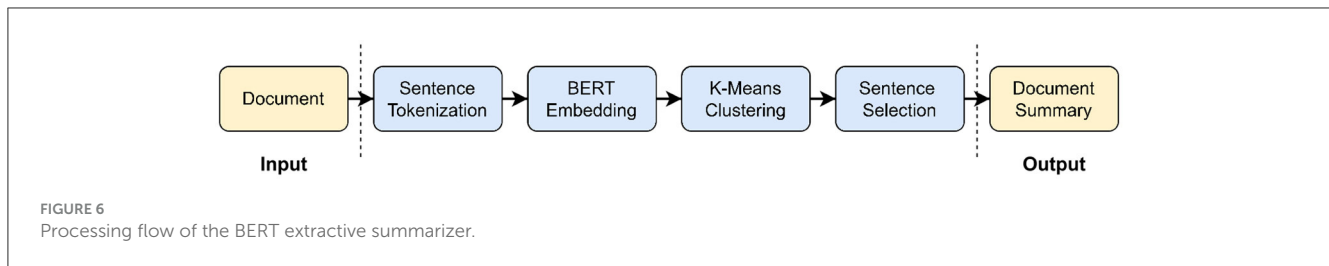 Document
Sentence
Tokenization
BERT
Embedding
K-Means
Clustering
Sentence
Selection
Document
Summary
Input
Output
FIGURE 6
Processing flow of the BERT extractive summarizer.